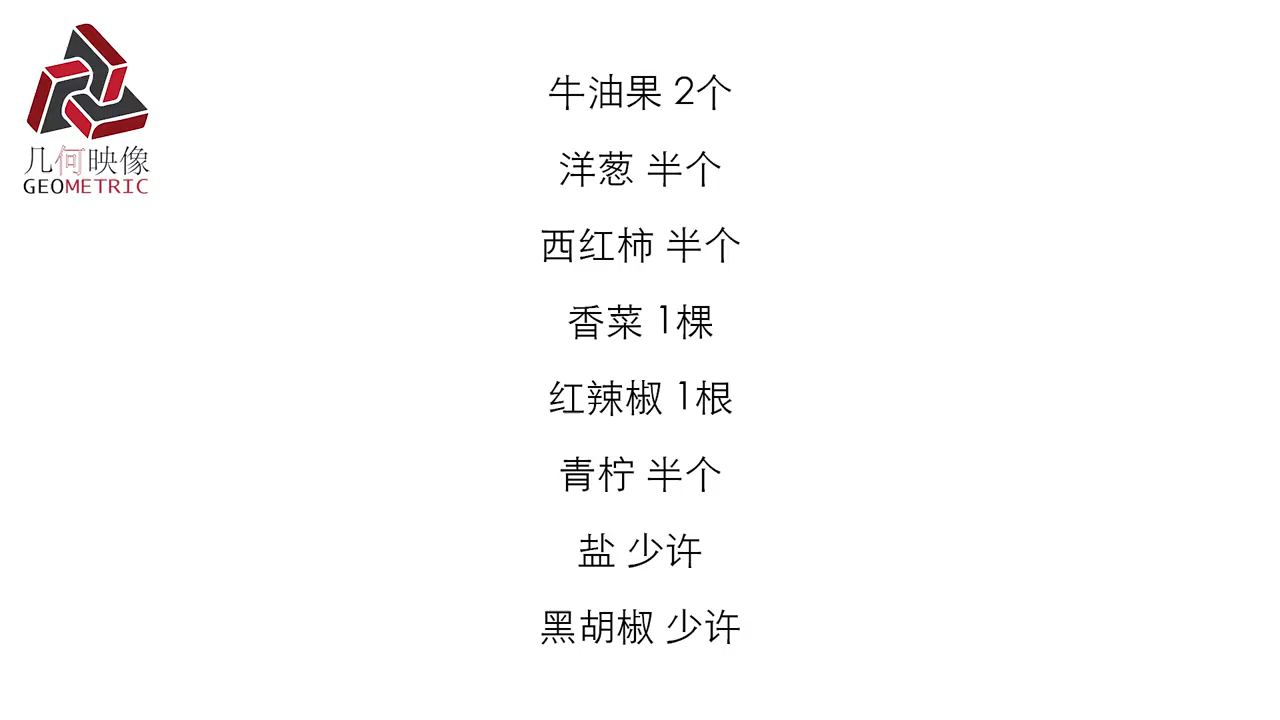 几何映像
GEOMETRIC
牛油果 2个
洋葱 半个
西红柿 半个
香菜 1棵
红辣椒 1根
青柠 半个
盐 少许
黑胡椒 少许